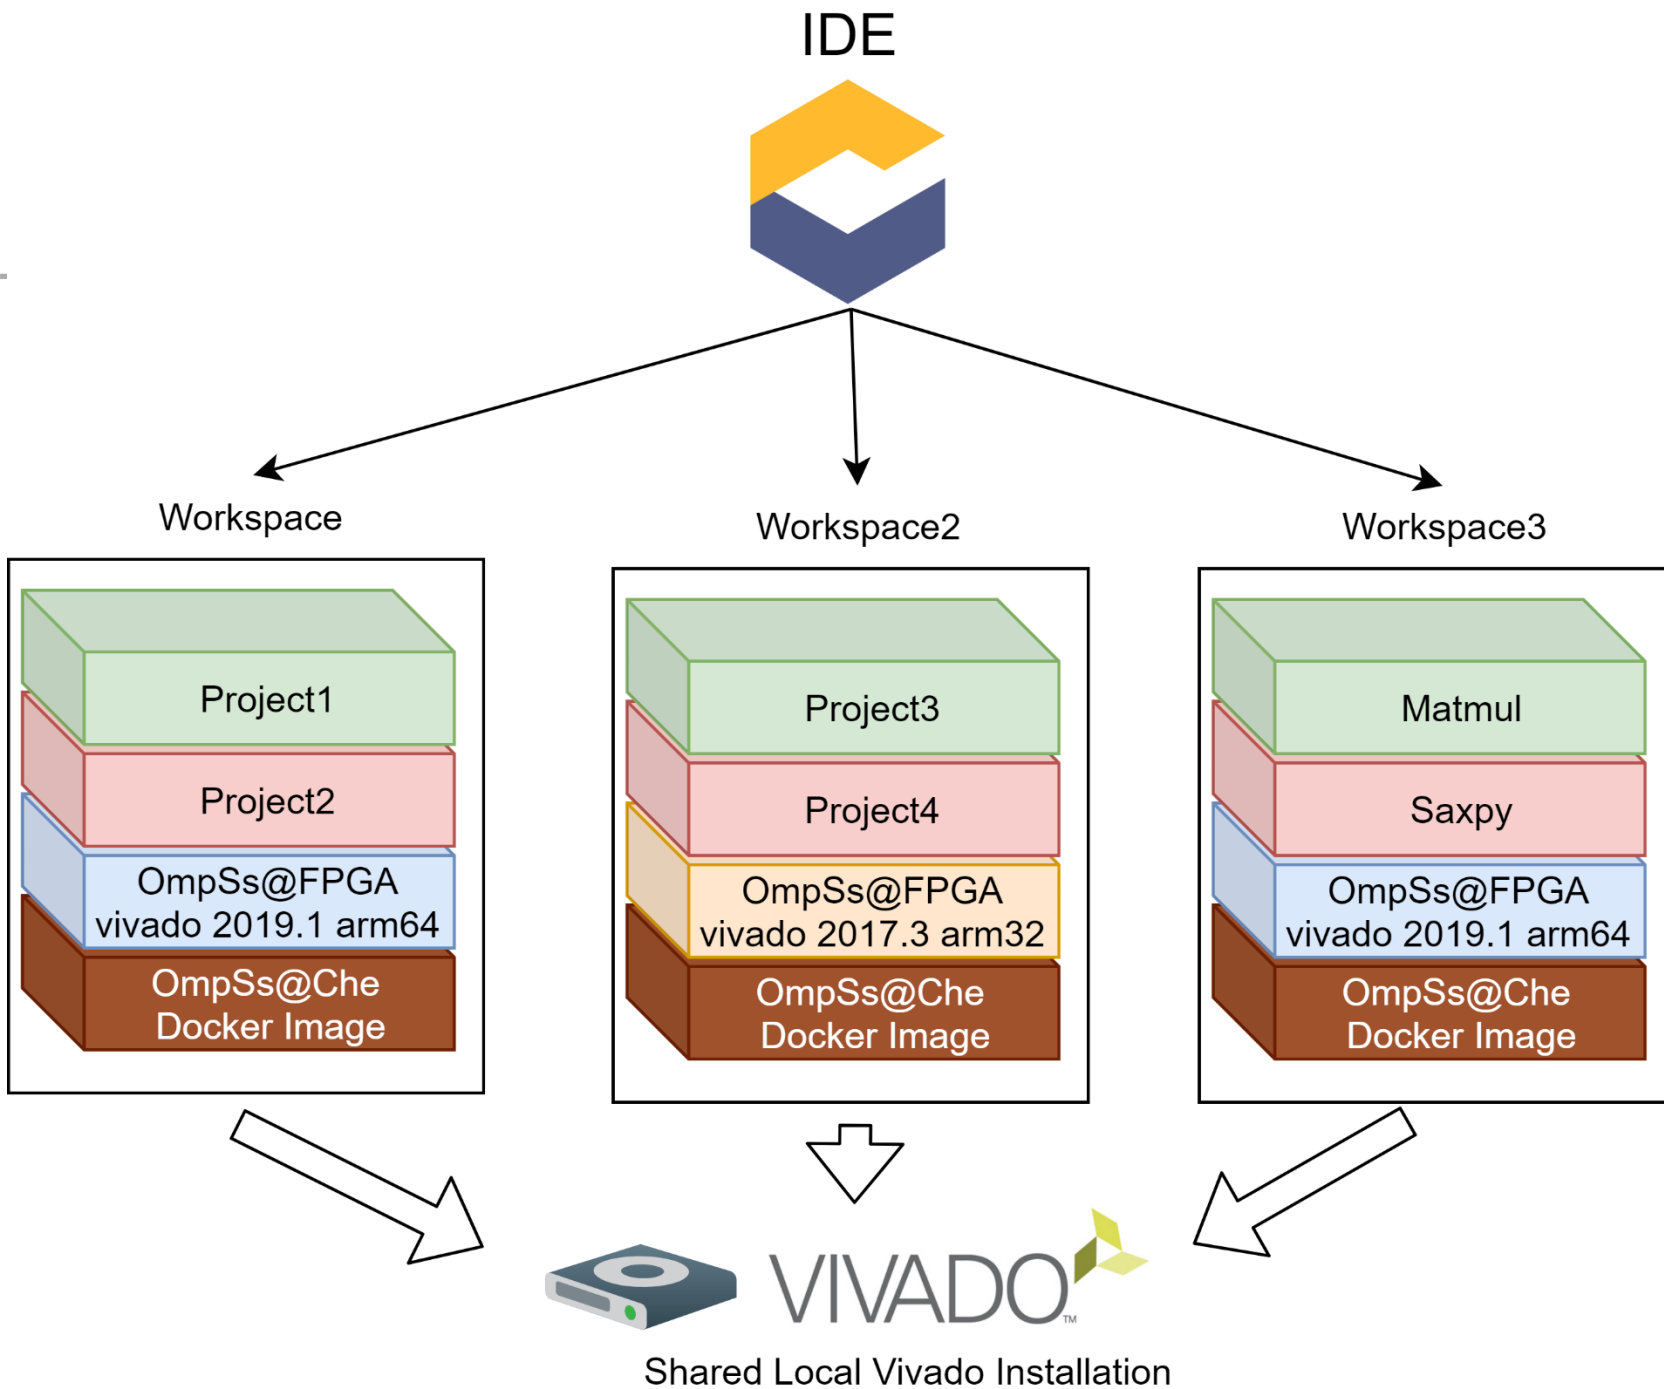 IDE
Workspace
Workspace2
Workspace3
Project1
Project2
OmpSs@FPGA
vivado 2019.1 arm64
OmpSs@Che
Docker Image
Project3
Project4
OmpSs@FPGA
vivado 2017.3 arm32
OmpSs@Che
Docker Image
Matmul
Saxpy
OmpSs@FPGA
vivado 2019.1 arm64
OmpSs@Che
Docker Image
VIVADO™
Shared Local Vivado Installation